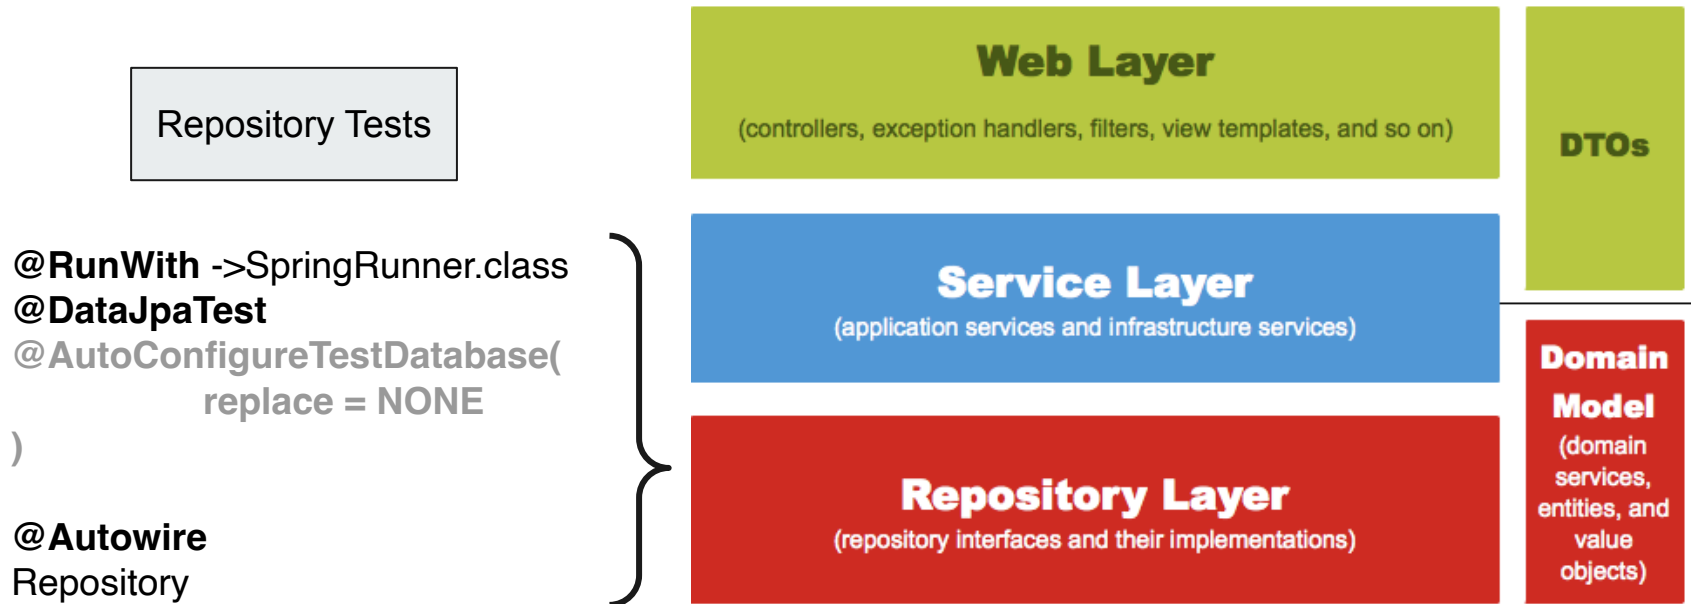 Repository Tests
@RunWith ->SpringRunner.class
@DataJpaTest
@AutoConfigureTestDatabase(
replace = NONE
)
@Autowire
Repository
Web Layer
(controllers, exception handlers, filters, view templates, and so on)
Service Layer
(application services and infrastructure services)
Repository Layer
(repository interfaces and their implementations)
DTOs
Domain
Model
(domain
services,
entities, and
value
objects)